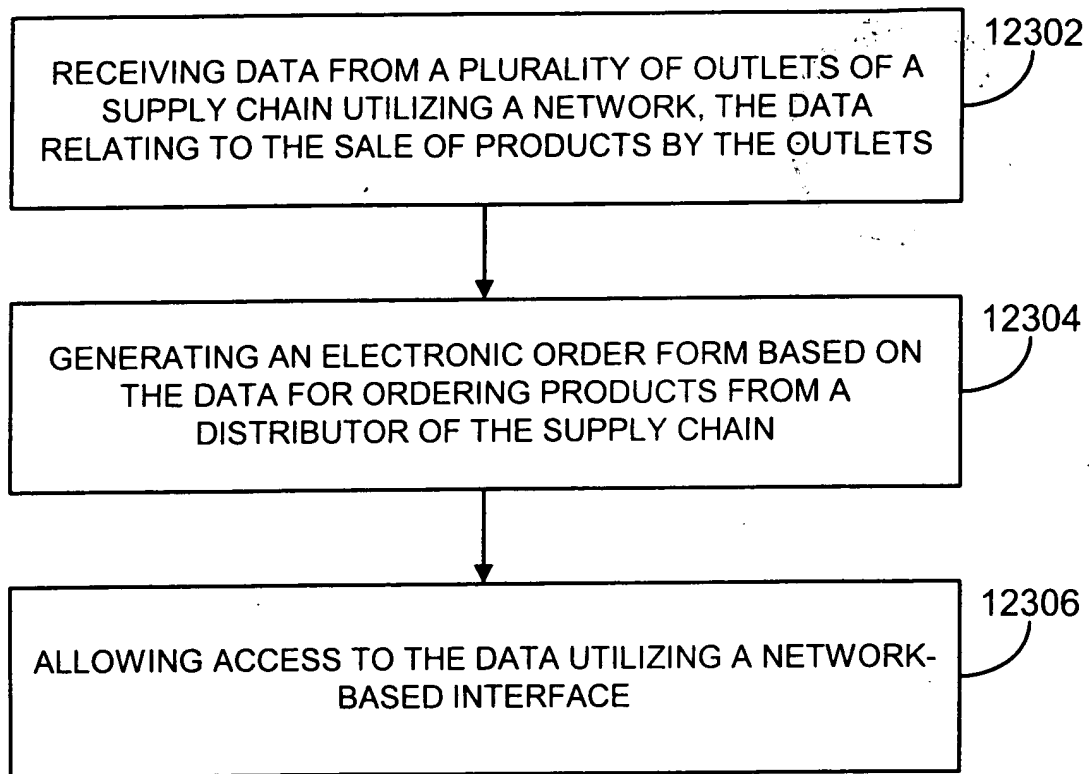 12302
RECEIVING DATA FROM A PLURALITY OF OUTLETS OF A
SUPPLY CHAIN UTILIZING A NETWORK, THE DATA
RELATING TO THE SALE OF PRODUCTS BY THE OUTLETS
12304
GENERATING AN ELECTRONIC ORDER FORM BASED ON
THE DATA FOR ORDERING PRODUCTS FROM A
DISTRIBUTOR OF THE SUPPLY CHAIN
12306
ALLOWING ACCESS TO THE DATA UTILIZING A NETWORK-
BASED INTERFACE